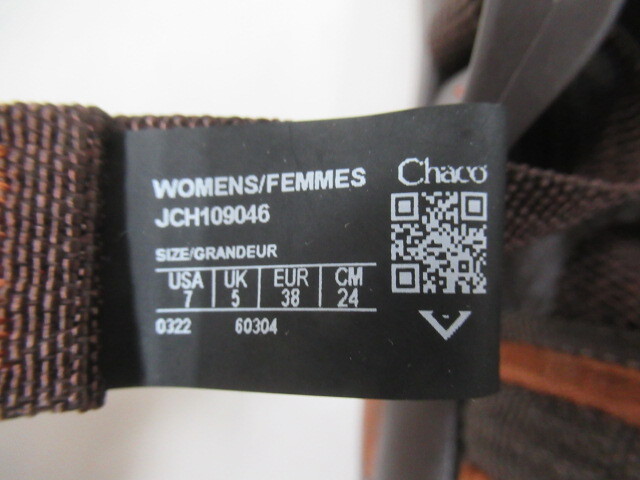 Chaco
WOMENS/FEMMES
JCH109046
SIZE/GRANDEUR
USA UK EUR CM
7 5 38 24
0322 60304